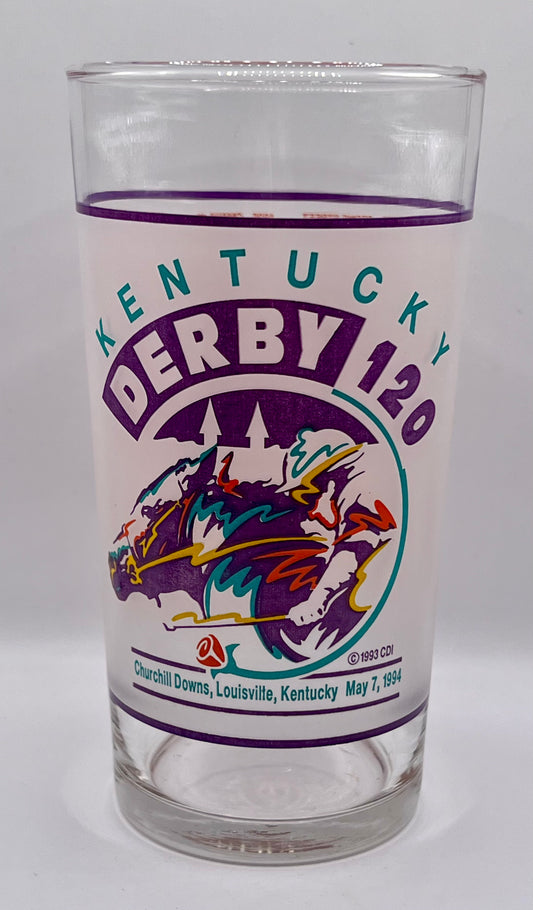 KENTUCKY
DERBY 120
©1993 CDI
Churchill Downs, Louisville, Kentucky May 7, 1994